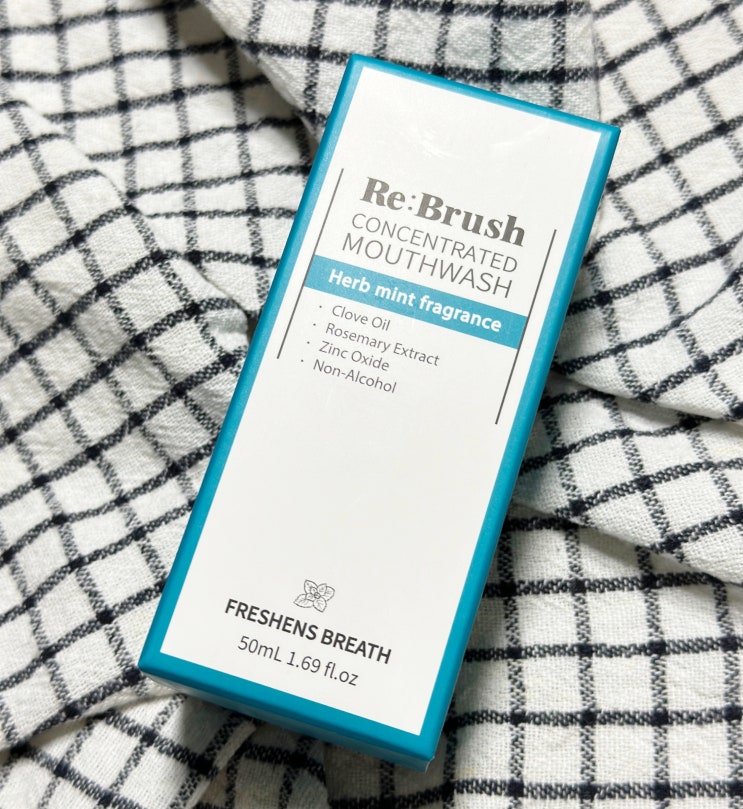 Re:Brush
CONCENTRATED
MOUTHWASH
Herb mint fragrance
· Clove Oil
· Rosemary Extract
· Zinc Oxide
· Non-Alcohol
FRESHENS BREATH
50mL 1.69 fl.oz